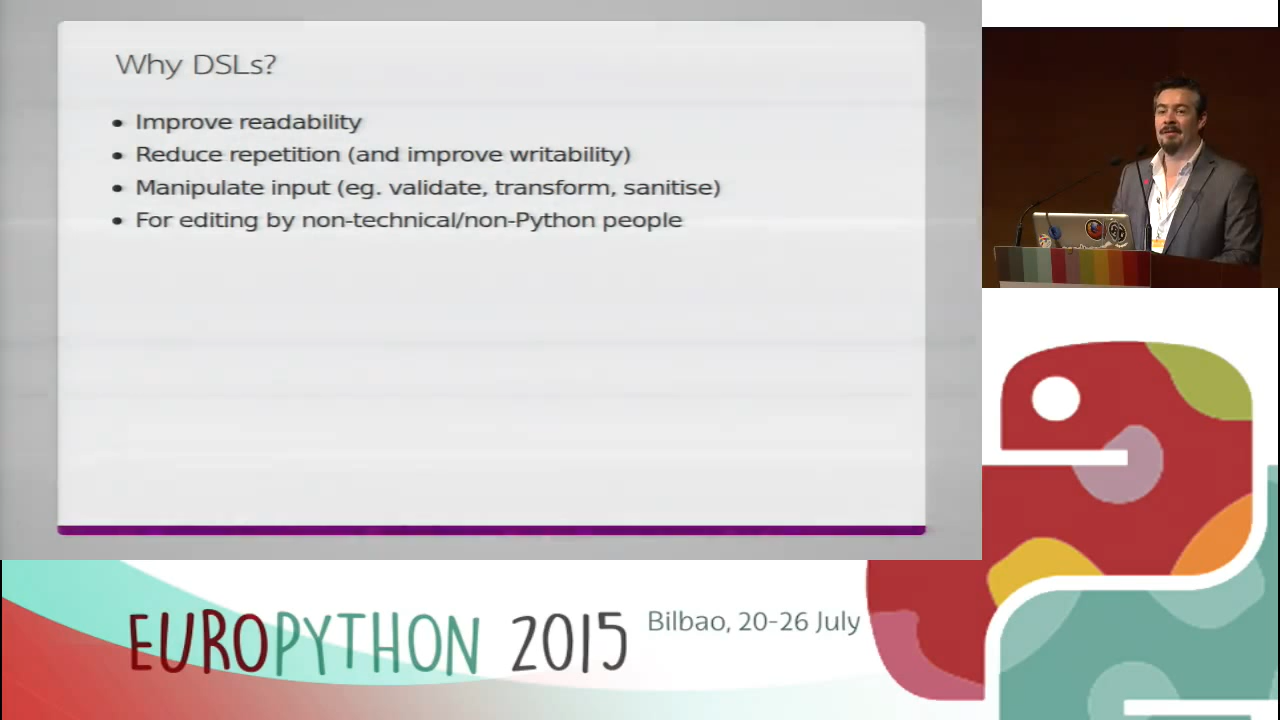 Why DSLs?
• Improve readability
• Reduce repetition (and improve writability)
• Manipulate input (eg. validate, transform, sanitise)
• For editing by non-technical/non-Python people
EUROPYTHON 2015
Bilbao, 20-26 July